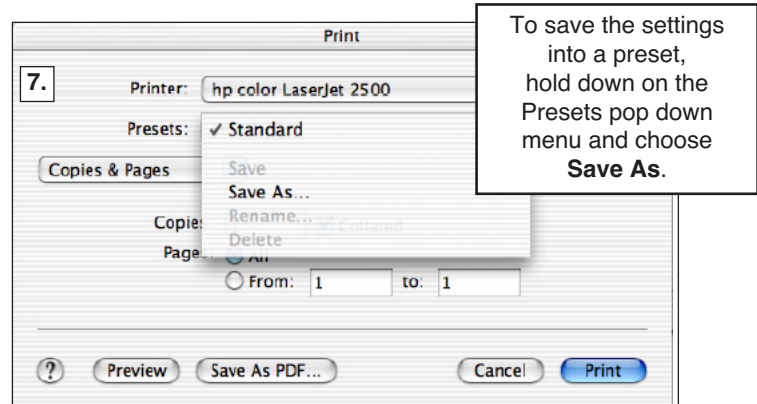 Print
To save the settings
into a preset,
hold down on the
Presets pop down
menu and choose
Save As.
7.
Printer: hp color LaserJet 2500
Presets: ✓ Standard
Copies & Pages
Save
Save As...
Rename...
Delete
Copie
Collated
Page
All
From: 1 to: 1
? Preview Save As PDF... Cancel Print